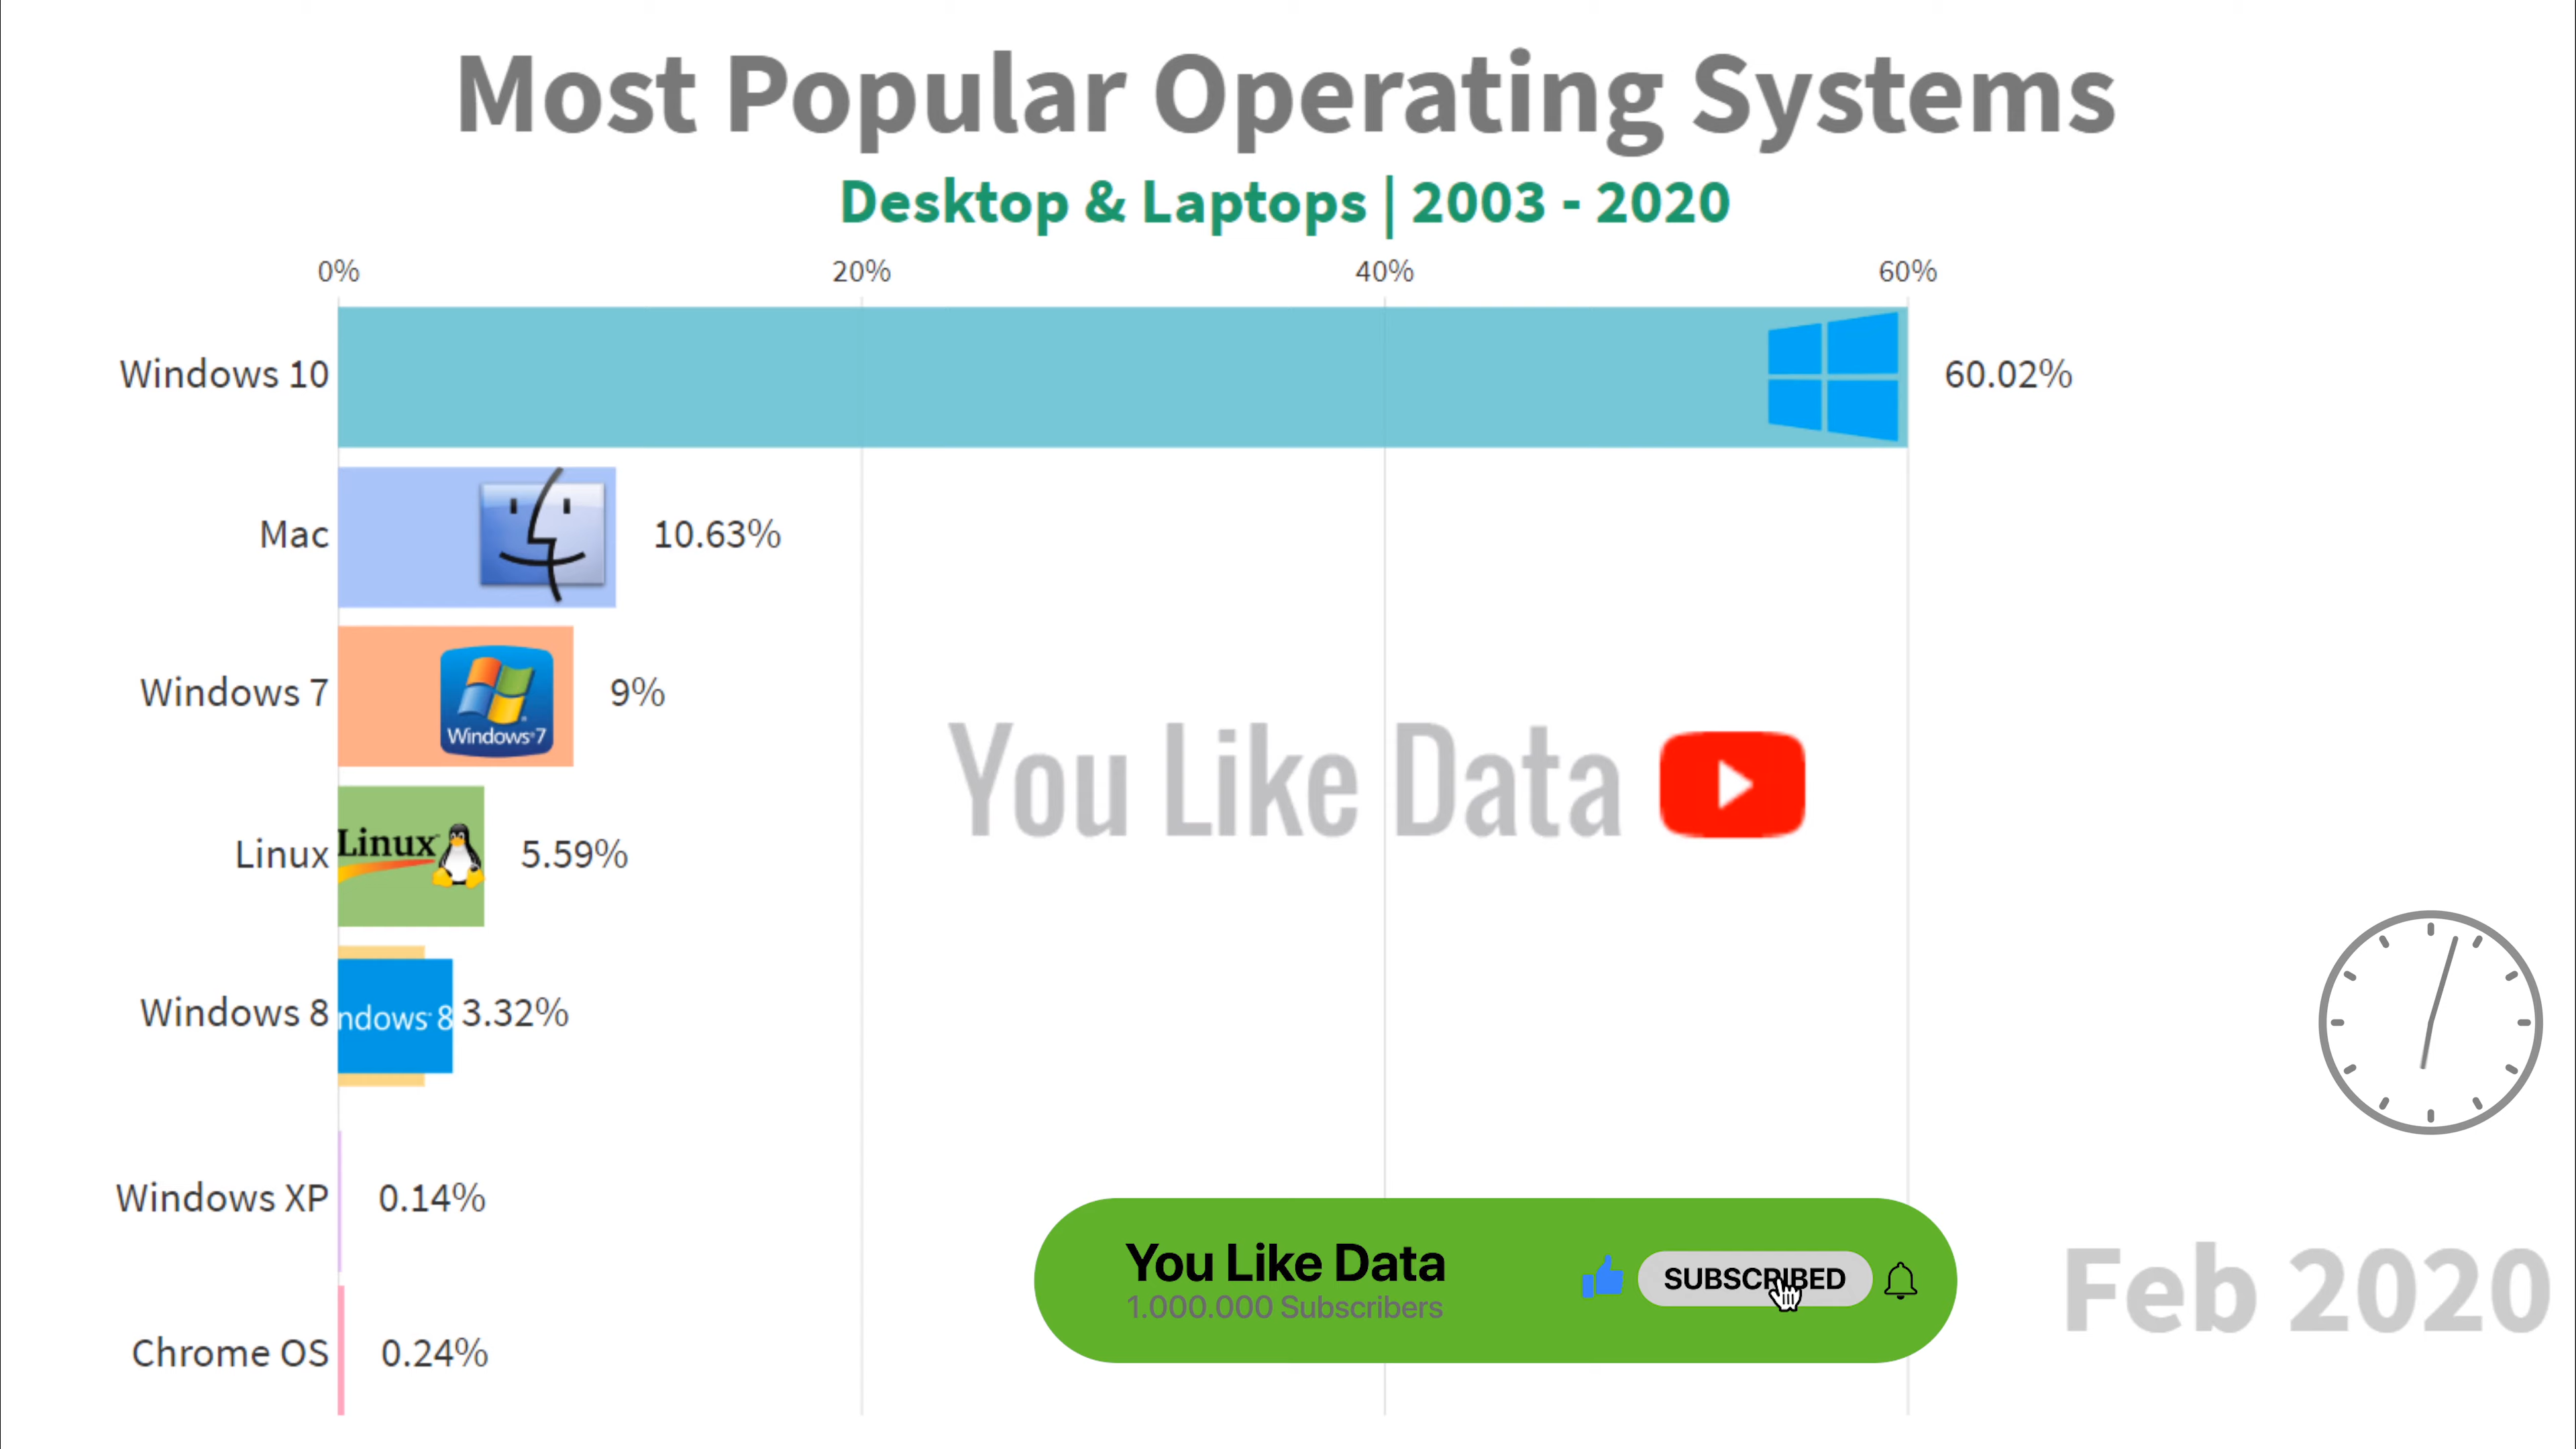 Most Popular Operating Systems
Desktop & Laptops | 2003 - 2020
0% 20% 40% 60%
Windows 10 60.02%
Mac 10.63%
Windows 7 Windows 7 9%
You Like Data
Linux Linux 5.59%
Windows 8 ndows 8 3.32%
Windows XP 0.14%
You Like Data
1.000.000 Subscribers
SUBSCRIBED
Feb 2020
Chrome OS 0.24%